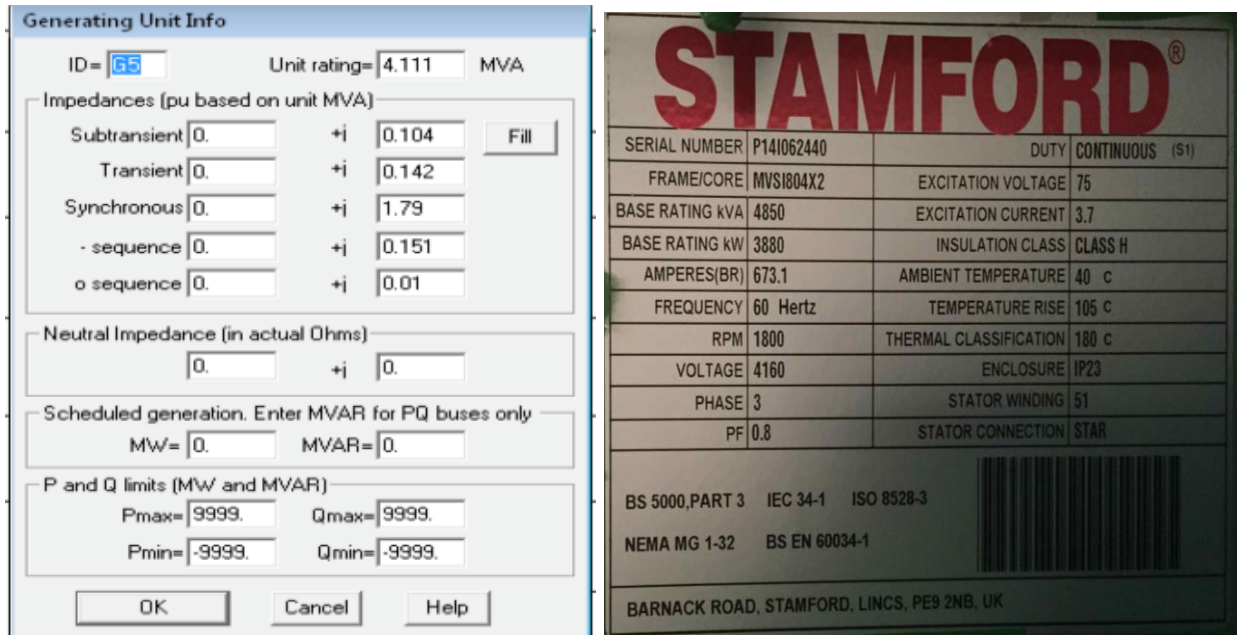 Generating Unit Info
ID= G5 Unit rating= 4.111 MVA
Impedances (pu based on unit MVA)
Subtransient 0. +j 0.104 Fill
Transient 0. +j 0.142
Synchronous 0. +j 1.79
- sequence 0. +j 0.151
o sequence 0. +j 0.01
Neutral Impedance (in actual Ohms)
0. +j 0.
Scheduled generation. Enter MVAR for PQ buses only
MW= 0. MVAR= 0.
P and Q limits (MW and MVAR)
Pmax= 9999. Qmax= 9999.
Pmin= -9999. Qmin= -9999.
OK Cancel Help
STAMFORD®
SERIAL NUMBER P14I062440 DUTY CONTINUOUS (S1)
FRAME/CORE MVSI804X2 EXCITATION VOLTAGE 75
BASE RATING kVA 4850 EXCITATION CURRENT 3.7
BASE RATING kW 3880 INSULATION CLASS CLASS H
AMPERES(BR) 673.1 AMBIENT TEMPERATURE 40 C
FREQUENCY 60 Hertz TEMPERATURE RISE 105 C
RPM 1800 THERMAL CLASSIFICATION 180 C
VOLTAGE 4160 ENCLOSURE IP23
PHASE 3 STATOR WINDING 51
PF 0.8 STATOR CONNECTION STAR
BS 5000,PART 3 IEC 34-1 ISO 8528-3
NEMA MG 1-32 BS EN 60034-1
BARNACK ROAD, STAMFORD, LINCS, PE9 2NB, UK